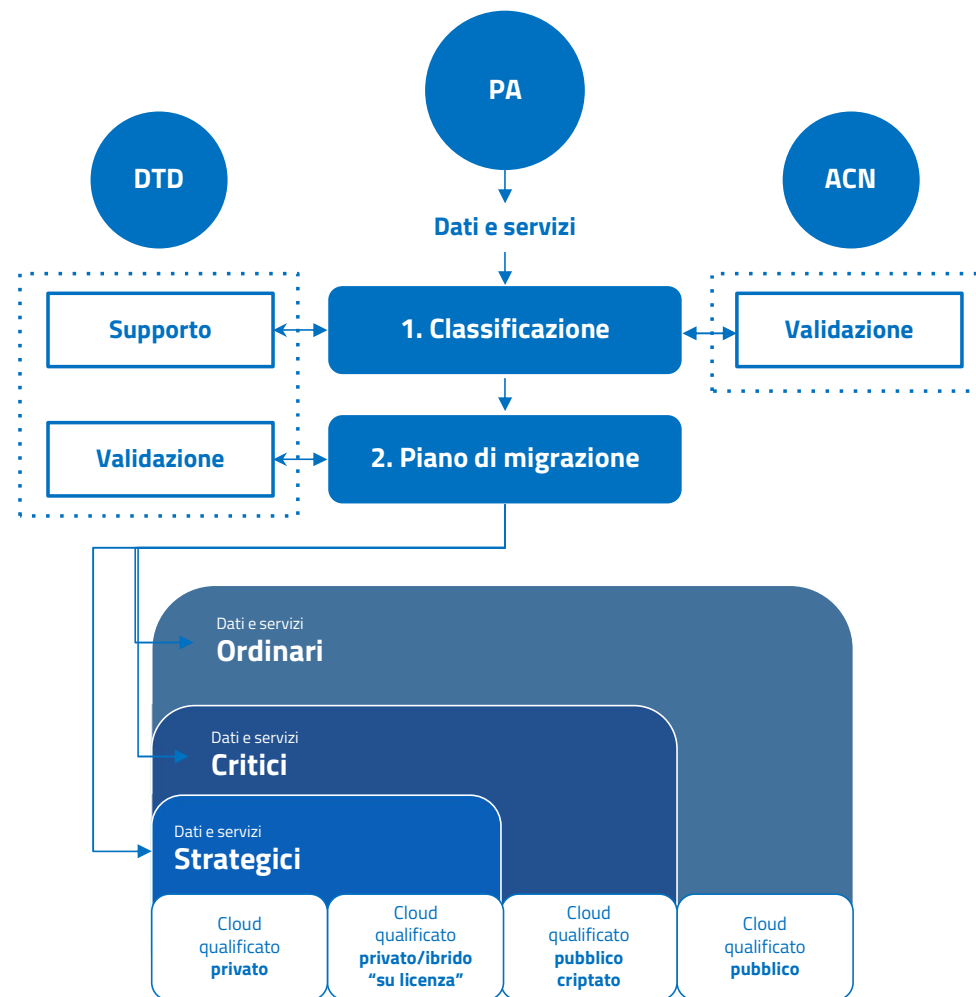 PA
DTD
ACN
Dati e servizi
Supporto
1. Classificazione
Validazione
Validazione
2. Piano di migrazione
Dati e servizi
Ordinari
Dati e servizi
Critici
Dati e servizi
Strategici
Cloud
qualificato
privato
Cloud
qualificato
privato/ibrido
“su licenza”
Cloud
qualificato
pubblico
criptato
Cloud
qualificato
pubblico